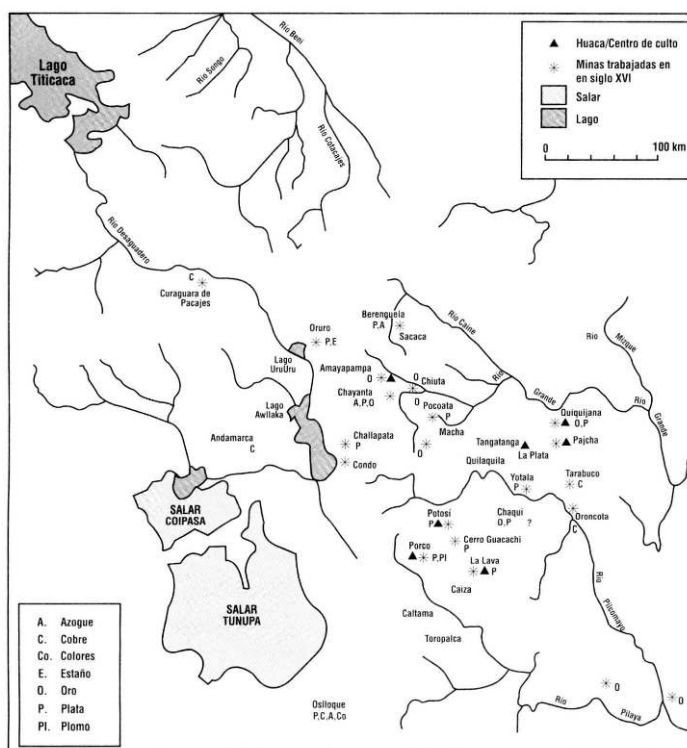 Lago
Titicaca
Río Beni
Río Songo
Río Cotacajes
Huaca/Centro de culto
Minas trabajadas en
en siglo XVI
Salar
Lago
0 100 km
Río Desaguadero
C
Curaguara de
Pacajes
Oruro
P,E
Berenguela
P,A
Sacaca
Río Caine
Río
Mizque
Lago
UruUru
Amayapampa
O
O
Chiuta
Río
Grande
Río
Grande
Chayanta
A,P,O
Pocoata
P
Quiquijana
O,P
Lago
Awllaka
Andamarca
C
Challapata
P
Macha
O
Tangatanga
La Plata
Pajcha
Condo
Quilaquila
Yotala
P
Tarabuco
C
SALAR
COIPASA
Potosí
P
Chaqui
O,P ?
Oroncota
C
Cerro Guacachi
P
Porco
P,Pl
La Lava
P
Caiza
Río
Pilcomayo
SALAR
TUNUPA
Caltama
Toropalca
A. Azogue
C. Cobre
Co. Colores
E. Estaño
O. Oro
P. Plata
Pl. Plomo
Oslloque
P,C,A,Co
O
O
Río
Pilaya